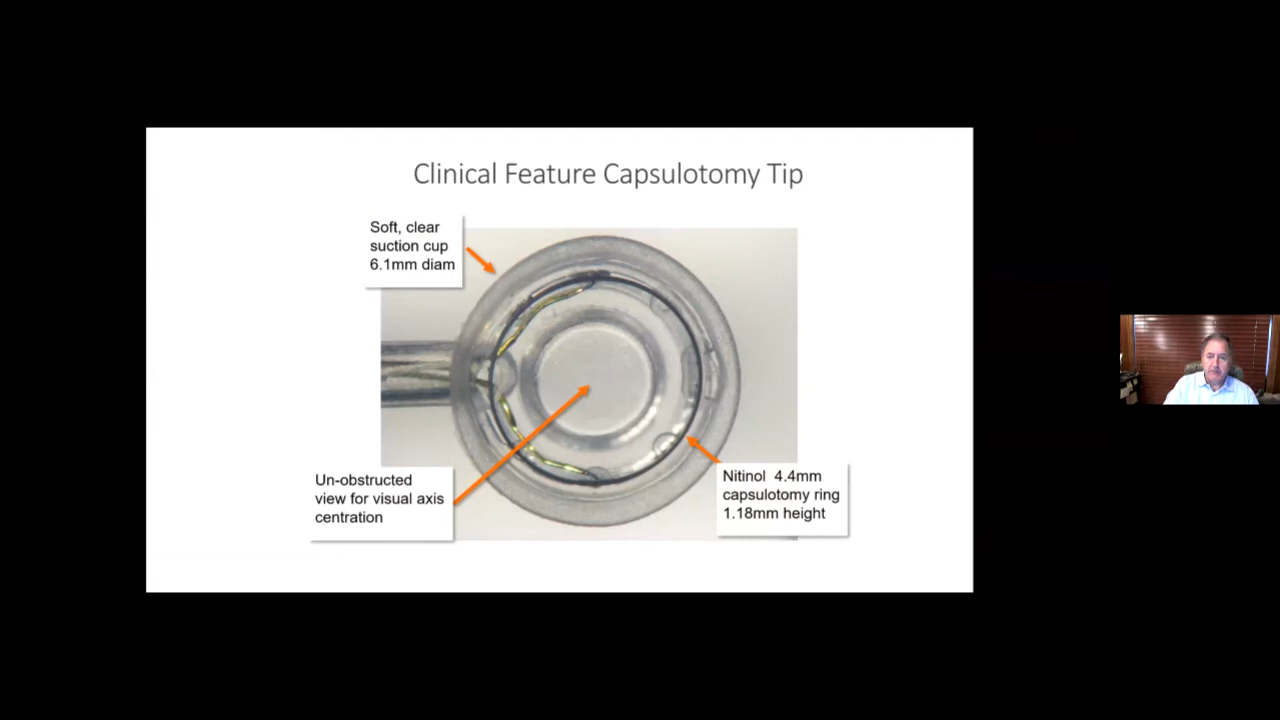 Clinical Feature Capsulotomy Tip
Soft, clear
suction cup
6.1mm diam
Un-obstructed
view for visual axis
centration
Nitinol 4.4mm
capsulotomy ring
1.18mm height